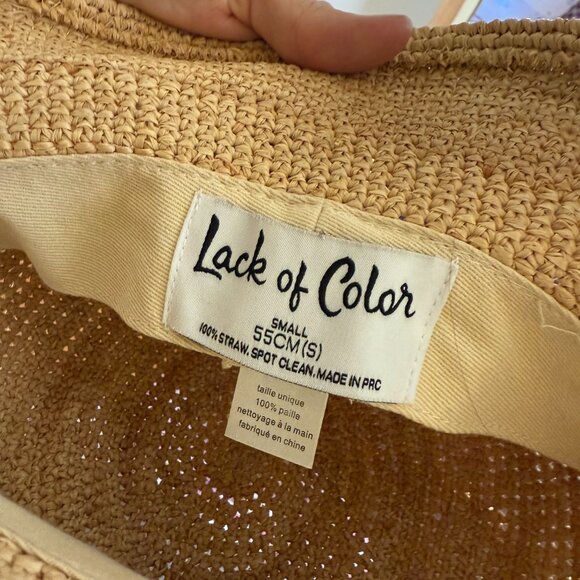 Lack of Color
SMALL
55CM(S)
100% STRAW. SPOT CLEAN. MADE IN PRC
taille unique
100% paille
nettoyage à la main
fabriqué en chine